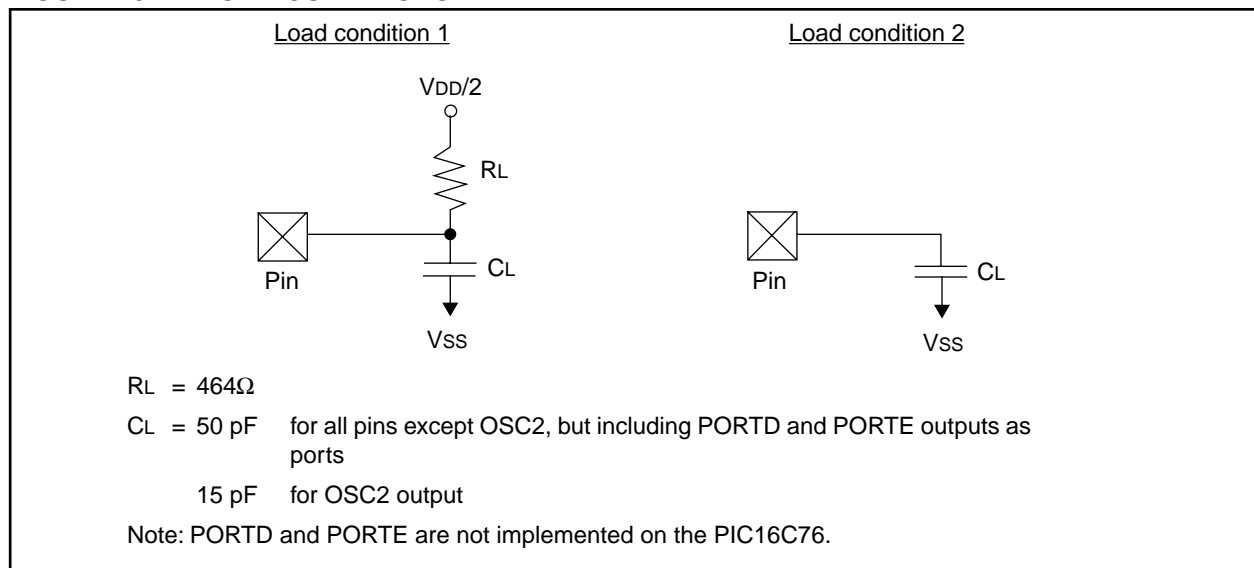 Load condition 1
Load condition 2
VDD/2
RL
Pin
CL
VSS
Pin
CL
VSS
RL = 464Ω
CL = 50 pF for all pins except OSC2, but including PORTD and PORTE outputs as
ports
15 pF for OSC2 output
Note: PORTD and PORTE are not implemented on the PIC16C76.